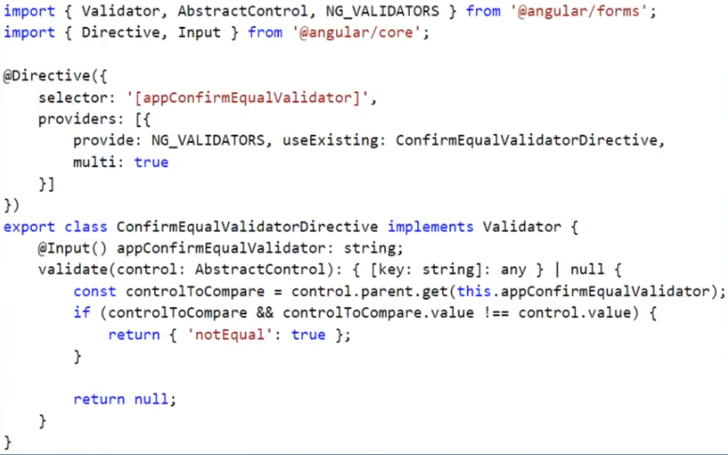 import { Validator, AbstractControl, NG_VALIDATORS } from '@angular/forms';
import { Directive, Input } from '@angular/core';

@Directive({
    selector: '[appConfirmEqualValidator]',
    providers: [{
        provide: NG_VALIDATORS, useExisting: ConfirmEqualValidatorDirective,
        multi: true
    }]
})
export class ConfirmEqualValidatorDirective implements Validator {
    @Input() appConfirmEqualValidator: string;
    validate(control: AbstractControl): { [key: string]: any } | null {
        const controlToCompare = control.parent.get(this.appConfirmEqualValidator);
        if (controlToCompare && controlToCompare.value !== control.value) {
            return { 'notEqual': true };
        }

        return null;
    }
}